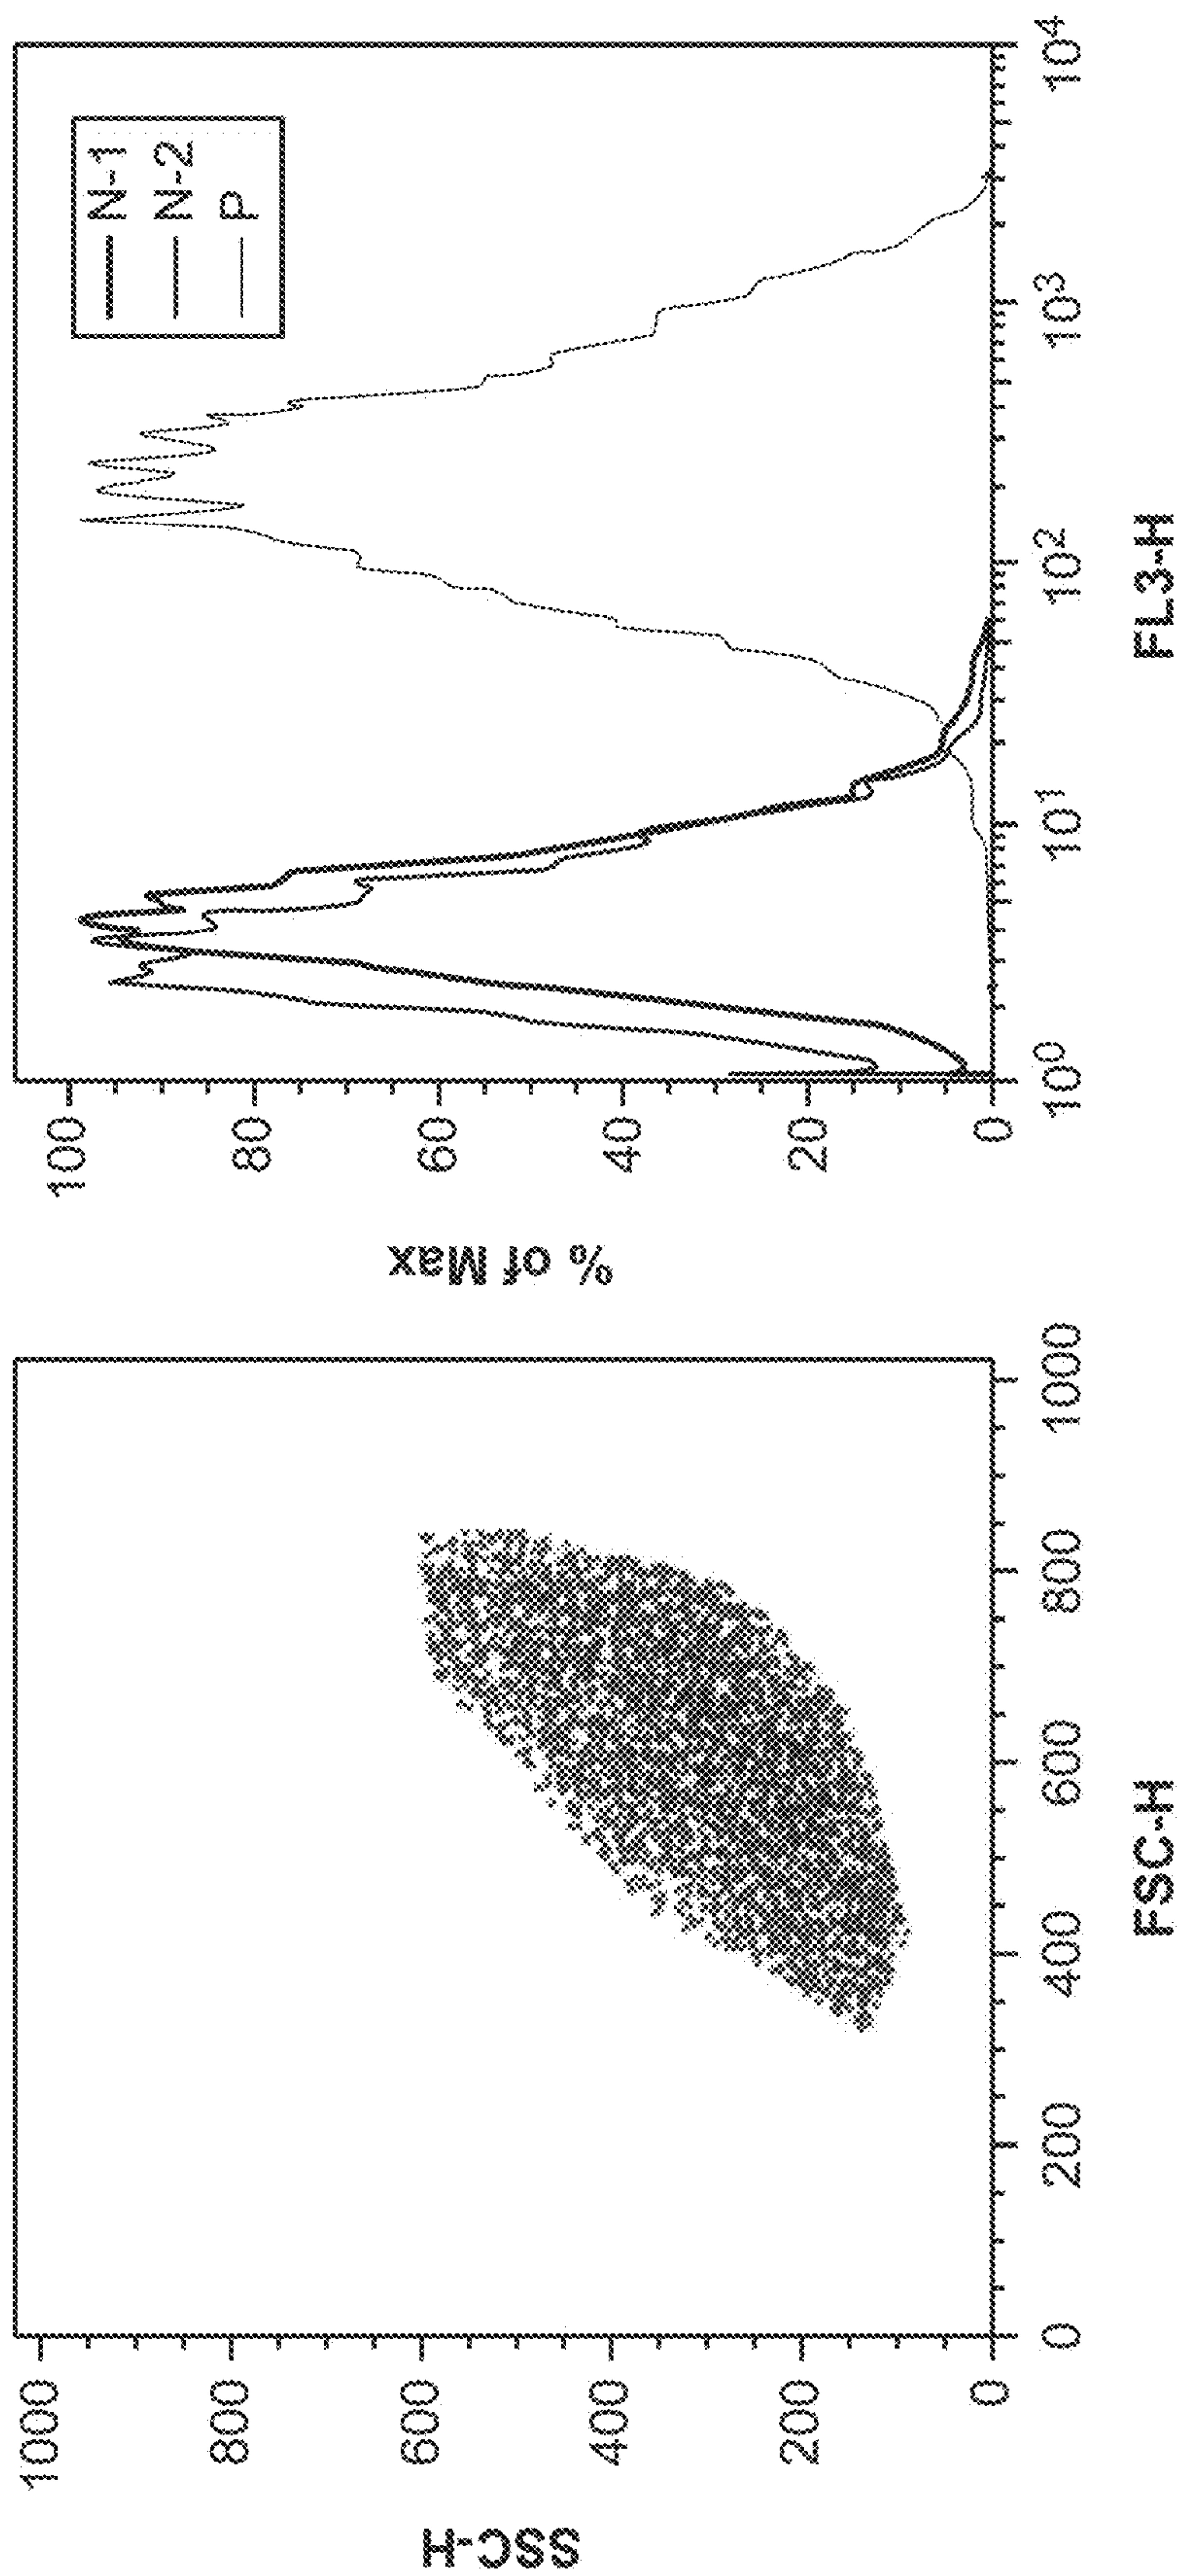 SSC-H
1000
800
600
400
200
0
0 200 400 600 800 1000
FSC-H
% of Max
100
80
60
40
20
0
10⁰ 10¹ 10² 10³ 10⁴
FL3-H
N-1
N-2
P